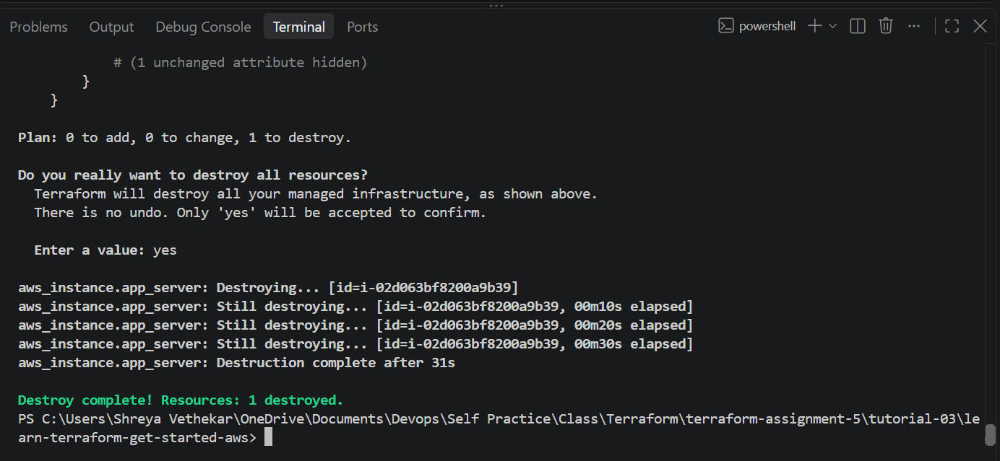 Problems Output Debug Console Terminal Ports powershell
# (1 unchanged attribute hidden)
}
}
Plan: 0 to add, 0 to change, 1 to destroy.
Do you really want to destroy all resources?
Terraform will destroy all your managed infrastructure, as shown above.
There is no undo. Only 'yes' will be accepted to confirm.
Enter a value: yes
aws_instance.app_server: Destroying... [id=i-02d063bf8200a9b39]
aws_instance.app_server: Still destroying... [id=i-02d063bf8200a9b39, 00m10s elapsed]
aws_instance.app_server: Still destroying... [id=i-02d063bf8200a9b39, 00m20s elapsed]
aws_instance.app_server: Still destroying... [id=i-02d063bf8200a9b39, 00m30s elapsed]
aws_instance.app_server: Destruction complete after 31s
Destroy complete! Resources: 1 destroyed.
PS C:\Users\Shreya Vethekar\OneDrive\Documents\Devops\Self Practice\Class\Terraform\terraform-assignment-5\tutorial-03\le
arn-terraform-get-started-aws>